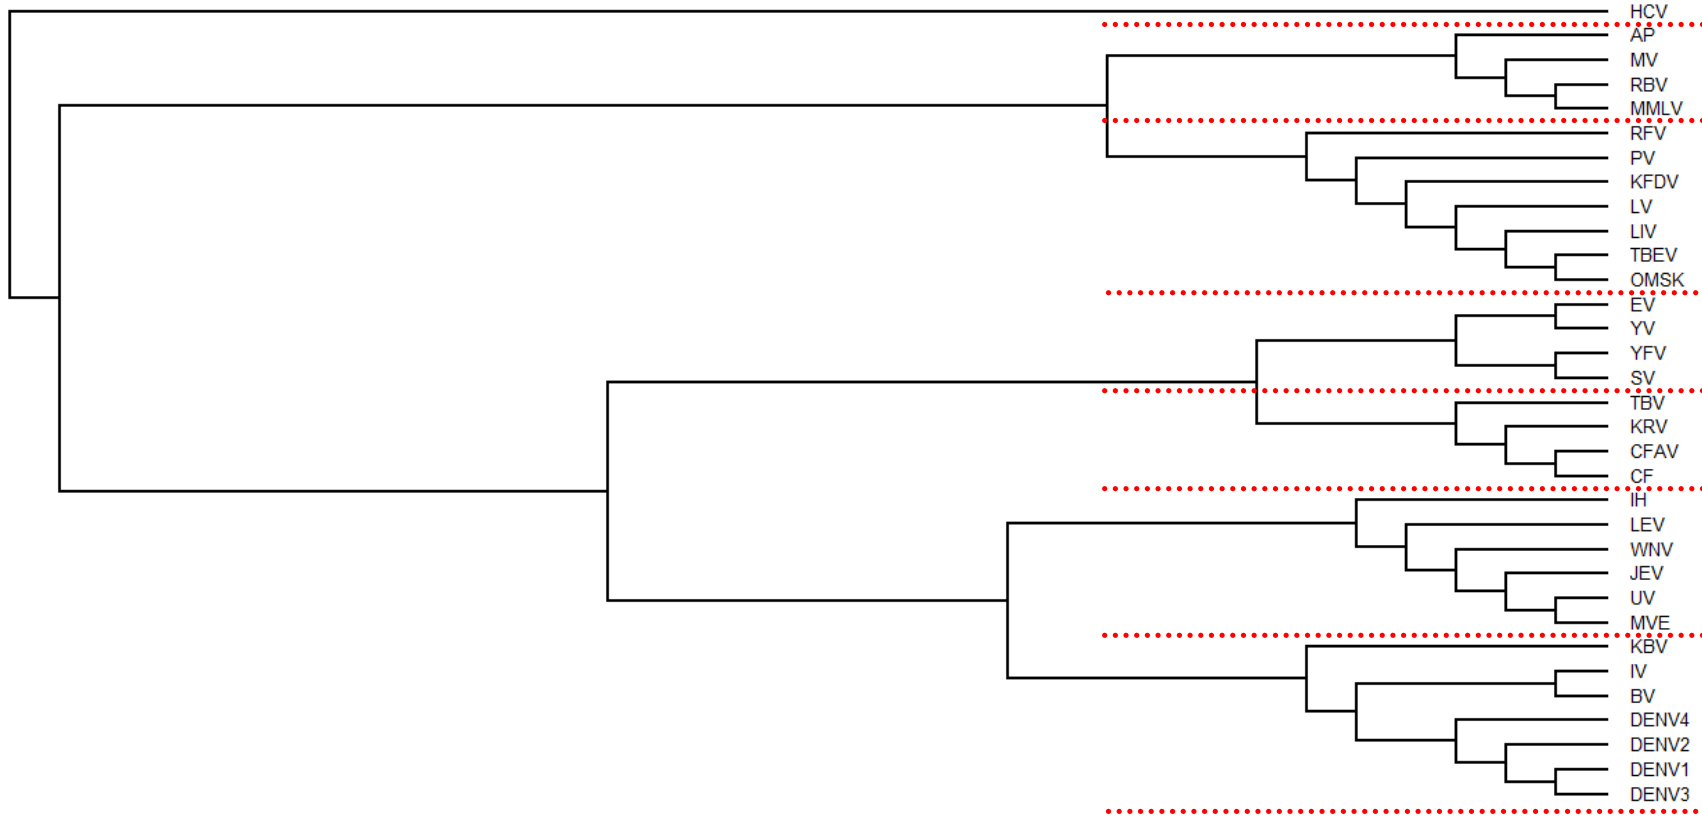 HCV
AP
MV
RBV
MMLV
RFV
PV
KFDV
LV
LIV
TBEV
OMSK
EV
YV
YFV
SV
TBV
KRV
CFAV
CF
IH
LEV
WNV
JEV
UV
MVE
KBV
IV
BV
DENV4
DENV2
DENV1
DENV3